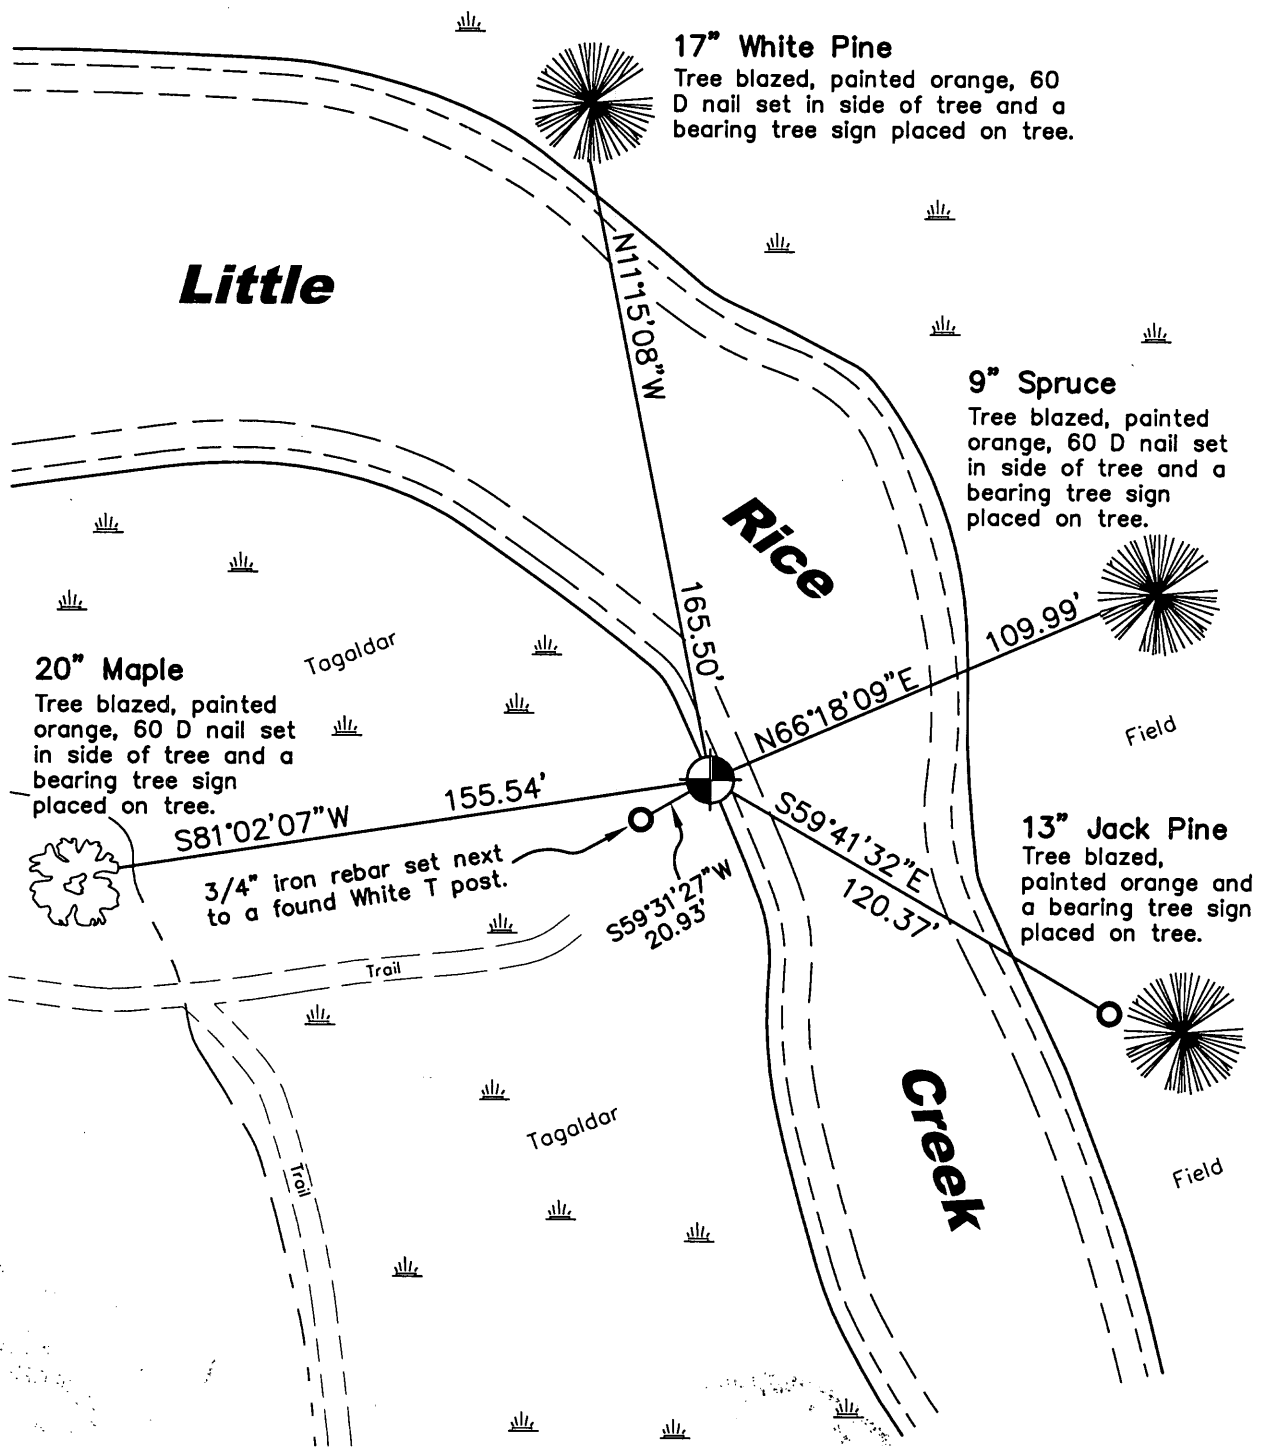 17" White Pine
Tree blazed, painted orange, 60
D nail set in side of tree and a
bearing tree sign placed on tree.
N11°15'08"W
165.50'
Little
Rice
Creek
9" Spruce
Tree blazed, painted
orange, 60 D nail set
in side of tree and a
bearing tree sign
placed on tree.
N66°18'09"E
109.99'
Field
Tagaldar
20" Maple
Tree blazed, painted
orange, 60 D nail set
in side of tree and a
bearing tree sign
placed on tree.
S81°02'07"W
155.54'
3/4" iron rebar set next
to a found White T post.
S59°31'27"W
20.93'
S59°41'32"E
120.37'
13" Jack Pine
Tree blazed,
painted orange and
a bearing tree sign
placed on tree.
Trail
Trail
Tagaldar
Field